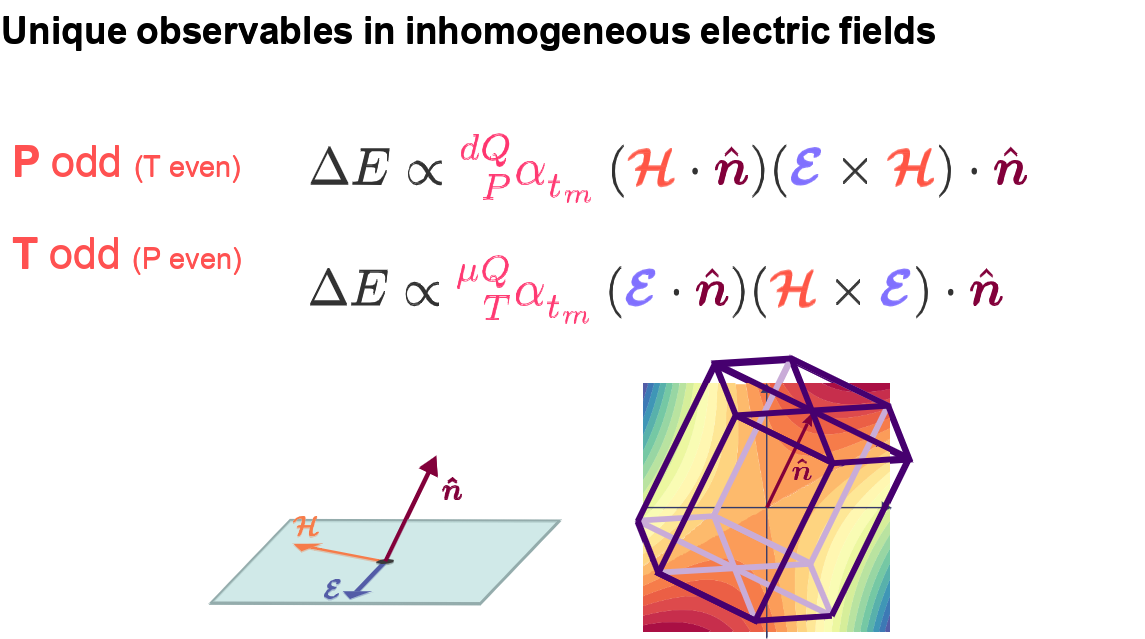 Unique observables in inhomogeneous electric fields
P odd (T even)
ΔE ∝ ^{dQ}_{P}α_{t_m} (ℋ · n̂)(ℰ × ℋ) · n̂
T odd (P even)
ΔE ∝ ^{μQ}_{T}α_{t_m} (ℰ · n̂)(ℋ × ℰ) · n̂
n̂
n̂
ℋ
ℰ